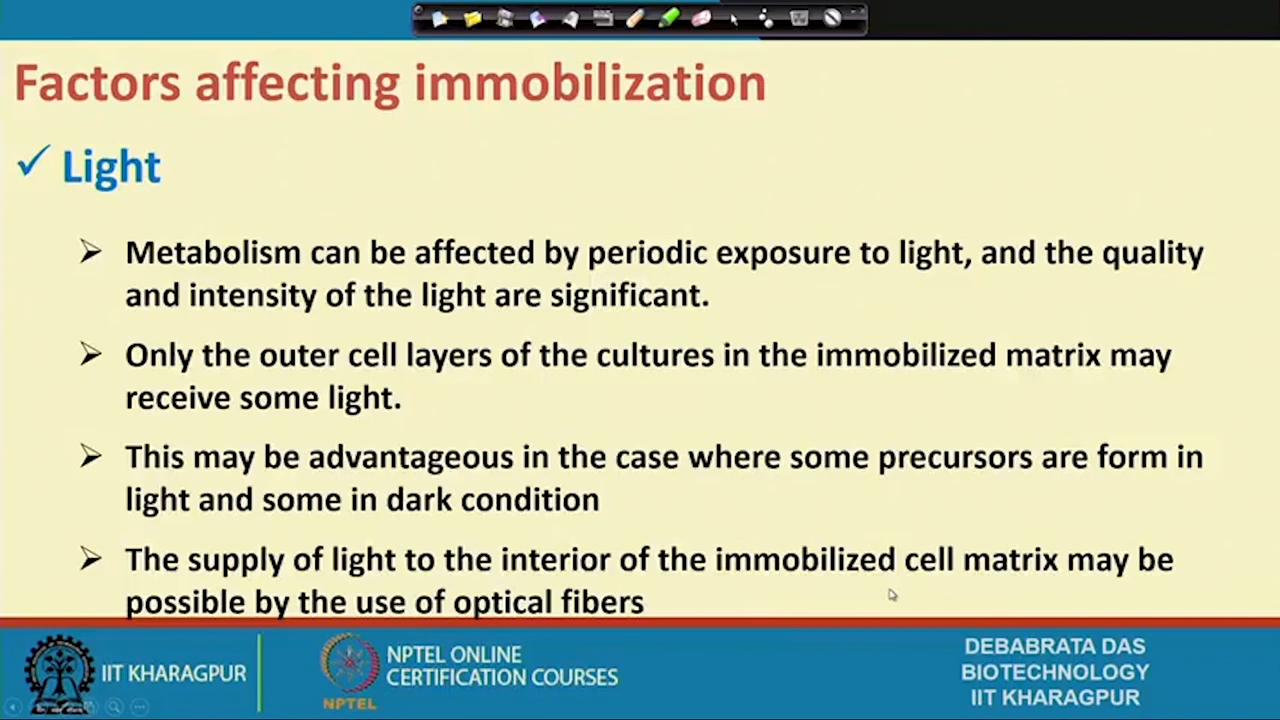 Factors affecting immobilization
✓ Light
➢ Metabolism can be affected by periodic exposure to light, and the quality
and intensity of the light are significant.
➢ Only the outer cell layers of the cultures in the immobilized matrix may
receive some light.
➢ This may be advantageous in the case where some precursors are form in
light and some in dark condition
➢ The supply of light to the interior of the immobilized cell matrix may be
possible by the use of optical fibers
IIT KHARAGPUR
NPTEL
NPTEL ONLINE
CERTIFICATION COURSES
DEBABRATA DAS
BIOTECHNOLOGY
IIT KHARAGPUR